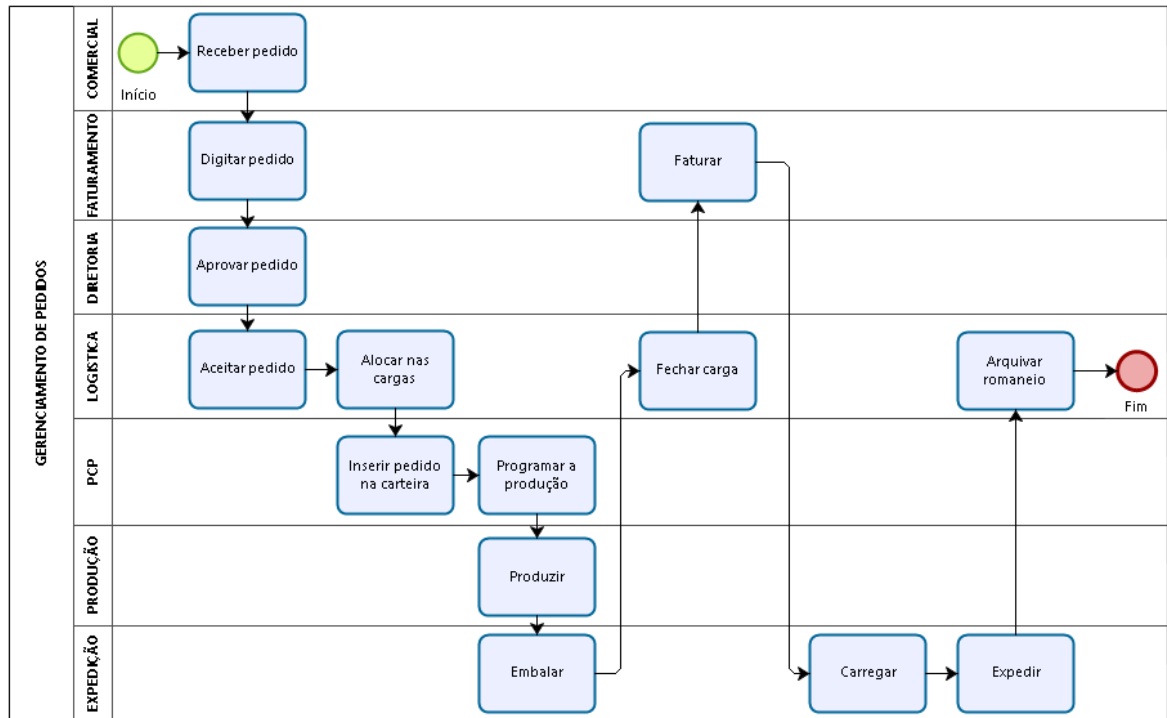 GERENCIAMENTO DE PEDIDOS
COMERCIAL
Início
Receber pedido
FATURAMENTO
Digitar pedido
Faturar
DIRETORIA
Aprovar pedido
LOGISTICA
Aceitar pedido
Alocar nas
cargas
Fechar carga
Arquivar
romaneio
Fim
PCP
Inserir pedido
na carteira
Programar a
produção
PRODUÇÃO
Produzir
EXPEDIÇÃO
Embalar
Carregar
Expedir